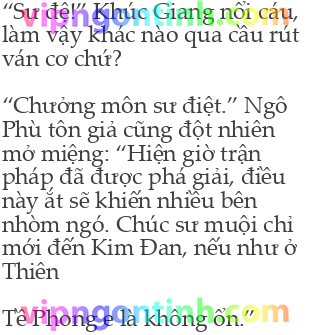 “Sư đệ!” Khúc Giang nổi cáu,
làm vậy khác nào qua cầu rút
ván cơ chứ?
“Chưởng môn sư điệt.” Ngô
Phù tôn giả cũng đột nhiên
mở miệng: “Hiện giờ trận
pháp đã được phá giải, điều
này ắt sẽ khiến nhiều bên
nhòm ngó. Chúc sư muội chỉ
mới đến Kim Đan, nếu như ở
Thiên
Tề Phong e là không ổn.”
vipngontinh.com
vipngontinh.com